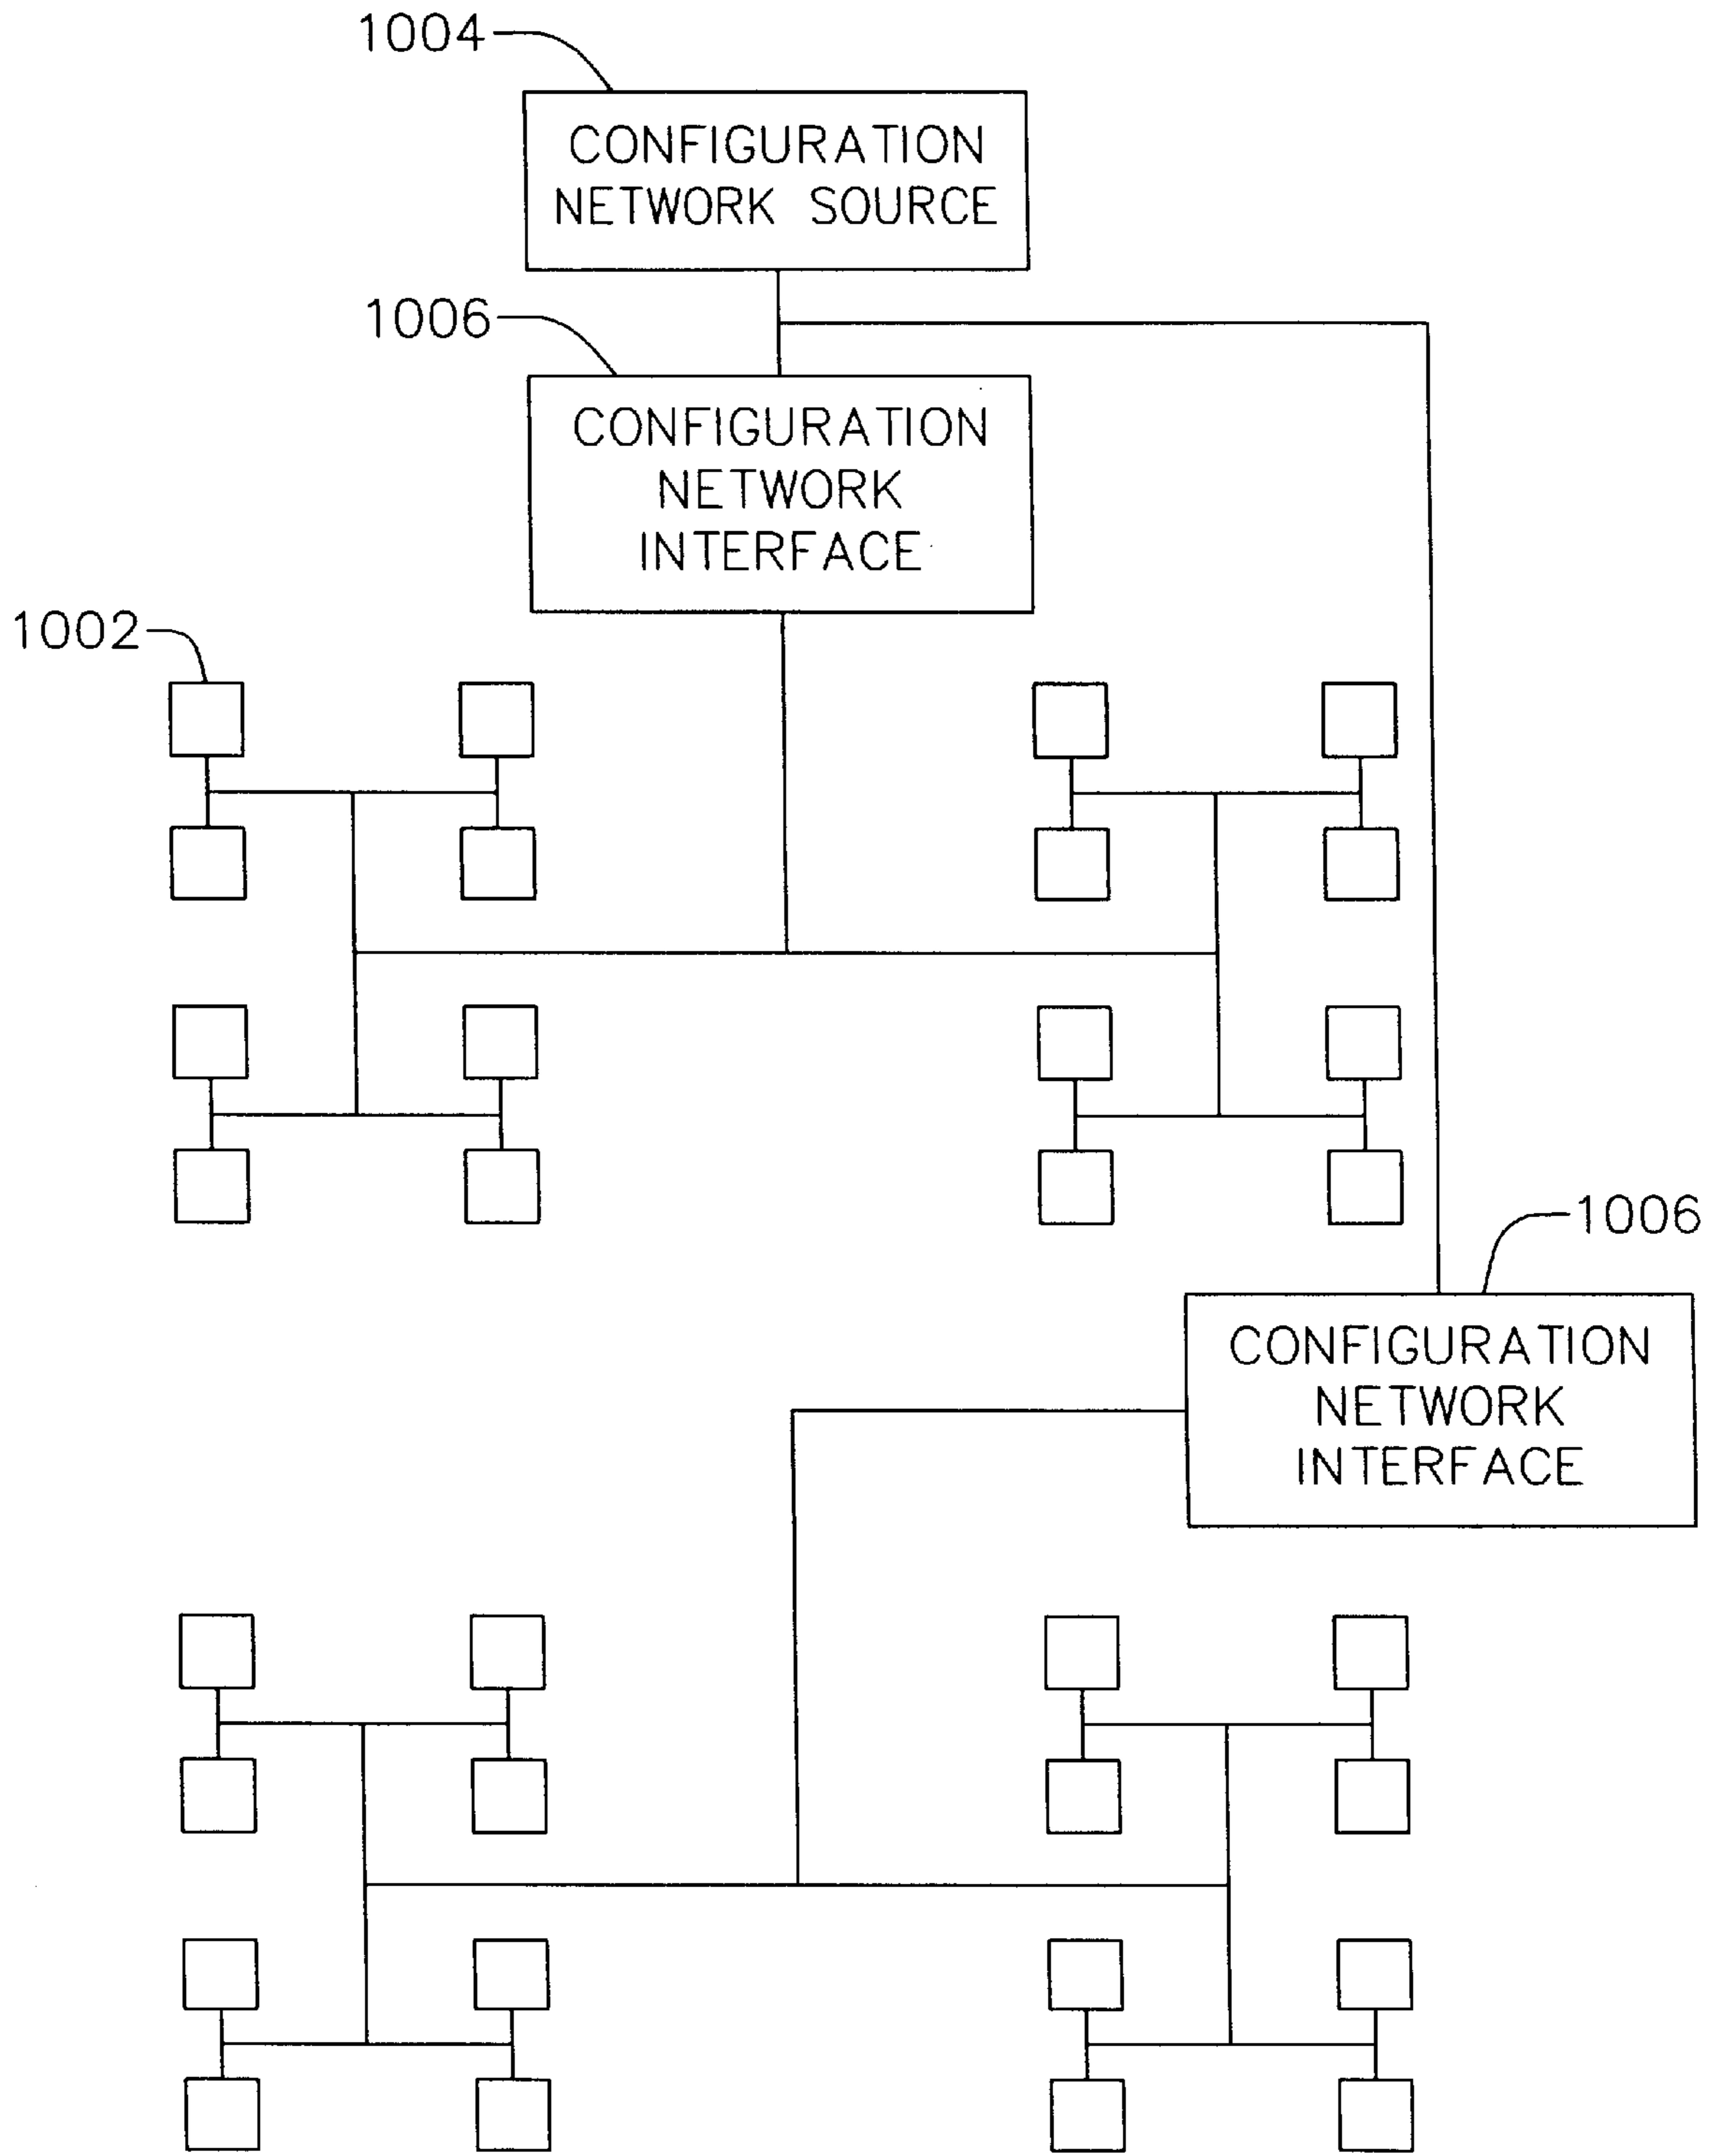 1004
CONFIGURATION
NETWORK SOURCE
1006
CONFIGURATION
NETWORK
INTERFACE
1002
1006
CONFIGURATION
NETWORK
INTERFACE